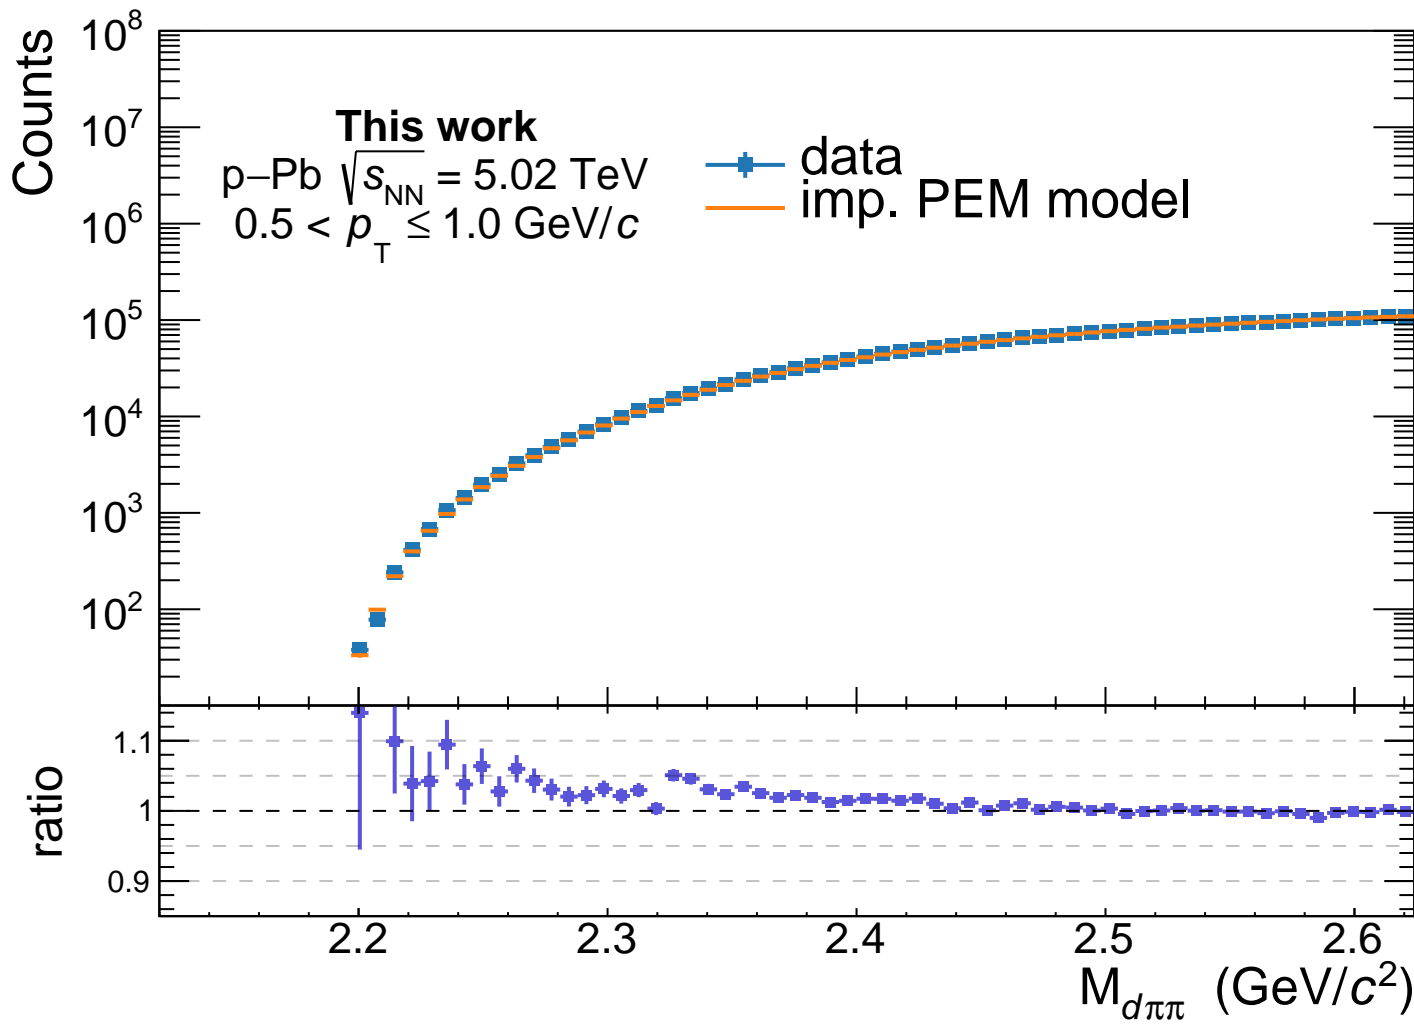 Counts
10^8
10^7
10^6
10^5
10^4
10^3
10^2
This work
p–Pb √s_NN = 5.02 TeV
0.5 < p_T ≤ 1.0 GeV/c
data
imp. PEM model
ratio
1.1
1
0.9
2.2 2.3 2.4 2.5 2.6
M_dππ (GeV/c^2)